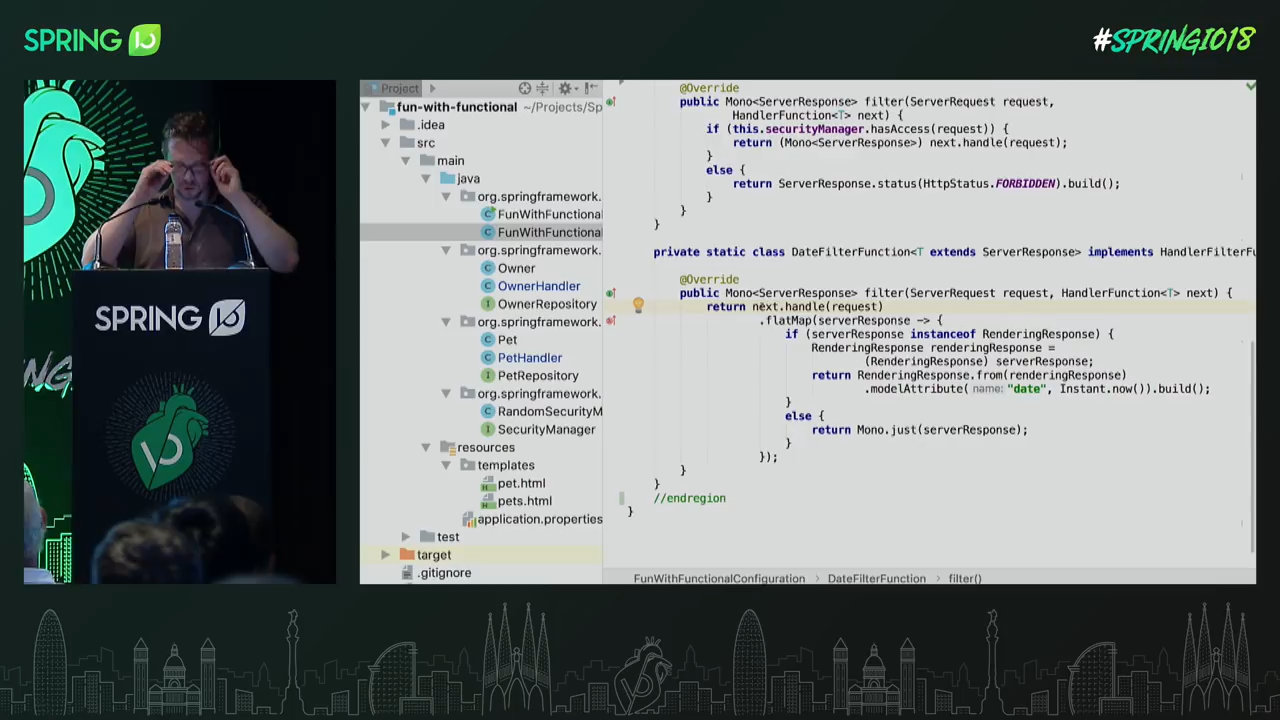 SPRING IO
#SPRINGIO18
SPRING IO
IO
Project
fun-with-functional ~/Projects/Sp
.idea
src
main
java
org.springframework.
FunWithFunctional
FunWithFunctional
org.springframework.
Owner
OwnerHandler
OwnerRepository
org.springframework.
Pet
PetHandler
PetRepository
org.springframework.
RandomSecurityM
SecurityManager
resources
templates
pet.html
pets.html
application.properties
test
target
.gitignore
@Override
public Mono<ServerResponse> filter(ServerRequest request,
HandlerFunction<T> next) {
if (this.securityManager.hasAccess(request)) {
return (Mono<ServerResponse>) next.handle(request);
}
else {
return ServerResponse.status(HttpStatus.FORBIDDEN).build();
}
}
}
private static class DateFilterFunction<T extends ServerResponse> implements HandlerFilterFu
@Override
public Mono<ServerResponse> filter(ServerRequest request, HandlerFunction<T> next) {
return next.handle(request)
.flatMap(serverResponse -> {
if (serverResponse instanceof RenderingResponse) {
RenderingResponse renderingResponse =
(RenderingResponse) serverResponse;
return RenderingResponse.from(renderingResponse)
.modelAttribute( name: "date", Instant.now()).build();
}
else {
return Mono.just(serverResponse);
}
});
}
}
//endregion
}
FunWithFunctionalConfiguration > DateFilterFunction > filter()